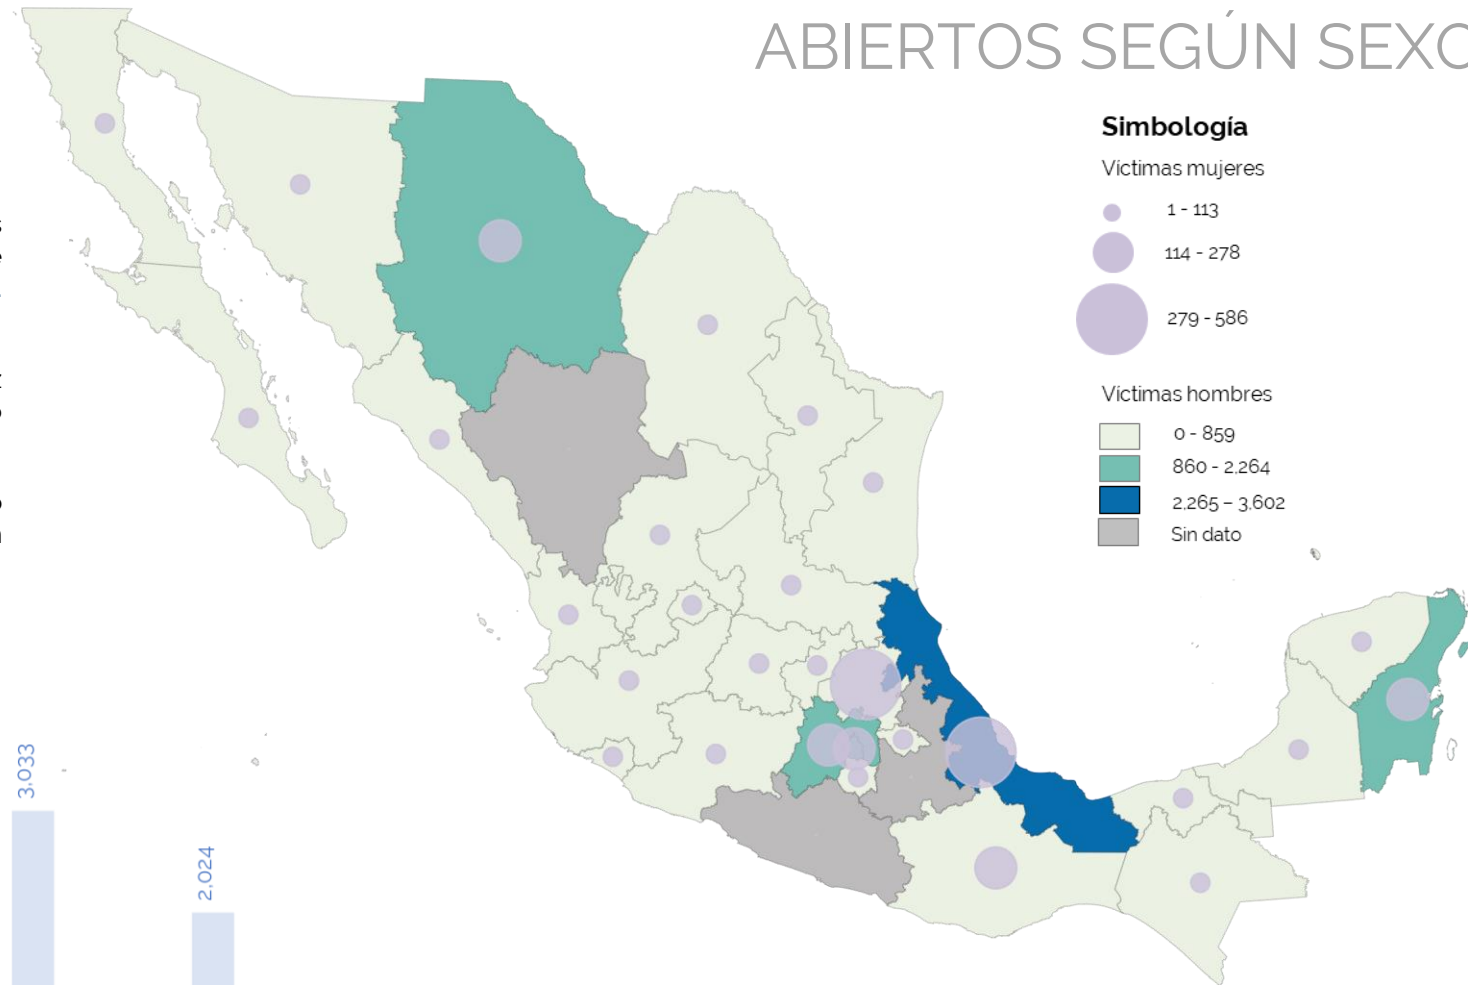 ABIERTOS SEGÚN SEXO
Simbología
Víctimas mujeres
1 - 113
114 - 278
279 - 586
Víctimas hombres
0 - 859
860 - 2,264
2,265 – 3,602
Sin dato
3,033
2,024